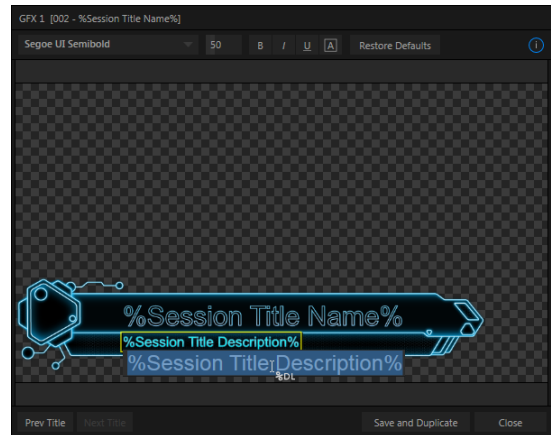 GFX 1 [002 - %Session Title Name%]
Segoe UI Semibold 50 B I U A Restore Defaults i
%Session Title Name%
%Session Title Description%
%Session Title Description%
Prev Title Next Title Save and Duplicate Close